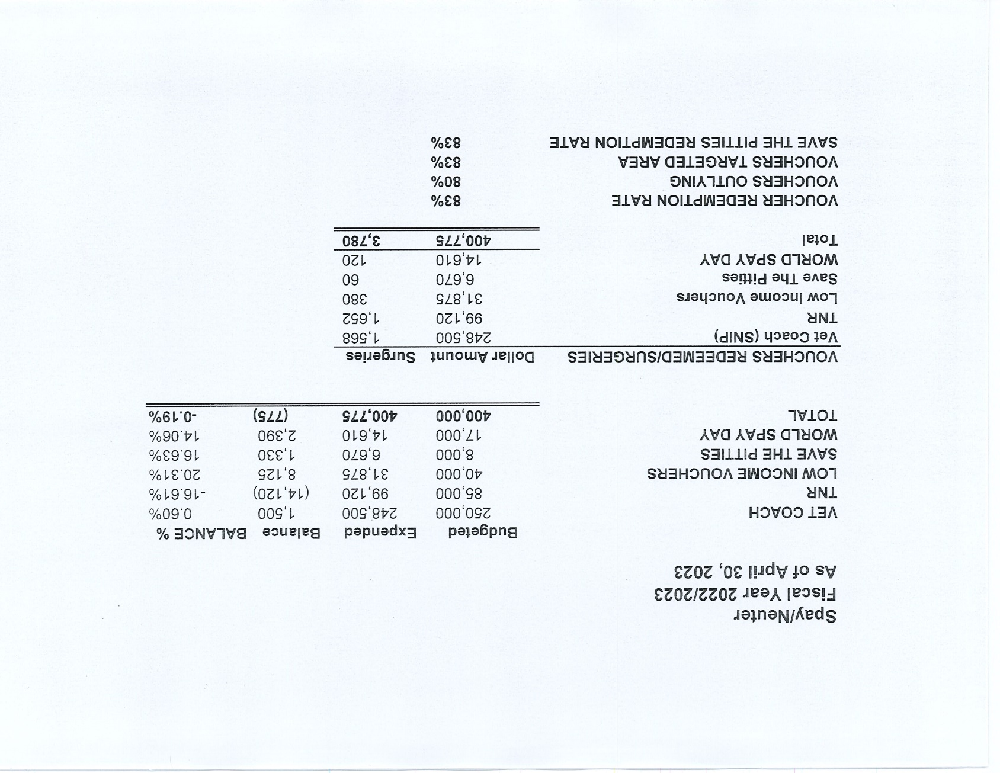 Spay/Neuter
Fiscal Year 2022/2023
As of April 30, 2023
Budgeted Expended Balance BALANCE %
VET COACH 250,000 248,500 1,500 0.60%
TNR 85,000 99,120 (14,120) -16.61%
LOW INCOME VOUCHERS 40,000 31,875 8,125 20.31%
SAVE THE PITTIES 8,000 6,670 1,330 16.63%
WORLD SPAY DAY 17,000 14,610 2,390 14.06%
TOTAL 400,000 400,775 (775) -0.19%
VOUCHERS REDEEMED/SURGERIES Dollar Amount Surgeries
Vet Coach (SNIP) 248,500 1,568
TNR 99,120 1,652
Low Income Vouchers 31,875 380
Save The Pitties 6,670 60
WORLD SPAY DAY 14,610 120
Total 400,775 3,780
VOUCHER REDEMPTION RATE 83%
VOUCHERS OUTLYING 80%
VOUCHERS TARGETED AREA 83%
SAVE THE PITTIES REDEMPTION RATE 83%